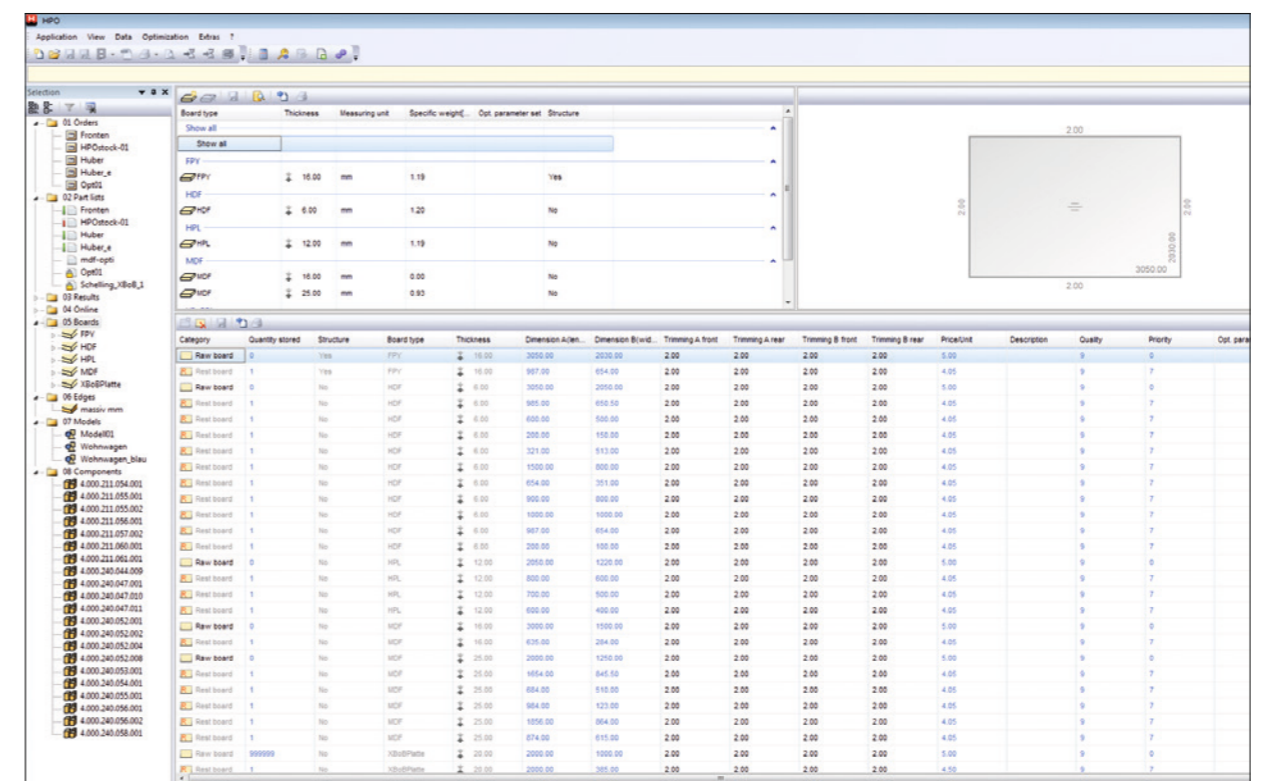 HPO
Application View Data Optimization Extras ?
Selection
01 Orders
Fronten
HPOstock-01
Huber
Huber_e
Opti01
02 Part lists
Fronten
HPOstock-01
Huber
Huber_e
mdf-opti
Opti01
Schelling_XBoB_1
03 Results
04 Online
05 Boards
FPY
HDF
HPL
MDF
XBoBPlatte
06 Edges
massiv mm
07 Models
Modell01
Wohnwagen
Wohnwagen_blau
08 Components
4.000.211.054.001
4.000.211.055.001
4.000.211.055.002
4.000.211.056.001
4.000.211.057.002
4.000.211.060.001
4.000.211.061.001
4.000.240.044.009
4.000.240.047.001
4.000.240.047.010
4.000.240.047.011
4.000.240.052.001
4.000.240.052.002
4.000.240.052.004
4.000.240.052.008
4.000.240.053.001
4.000.240.054.001
4.000.240.055.001
4.000.240.056.001
4.000.240.056.002
4.000.240.058.001
Board type Thickness Measuring unit Specific weight[... Opt. parameter set Structure
Show all
Show all
FPY
FPY 16.00 mm 1.19 Yes
HDF
HDF 6.00 mm 1.20 No
HPL
HPL 12.00 mm 1.19 No
MDF
MDF 16.00 mm 0.00 No
MDF 25.00 mm 0.93 No
2.00
2.00
2.00
2030.00
3050.00
2.00
Category Quantity stored Structure Board type Thickness Dimension A(len... Dimension B(wid... Trimming A front Trimming A rear Trimming B front Trimming B rear Price/Unit Description Quality Priority Opt. para
Raw board 0 Yes FPY 16.00 3050.00 2030.00 2.00 2.00 2.00 2.00 5.00 9 0
Rest board 1 Yes FPY 16.00 987.00 654.00 2.00 2.00 2.00 2.00 4.05 9 7
Raw board 0 No HDF 6.00 3050.00 2050.00 2.00 2.00 2.00 2.00 5.00 9 0
Rest board 1 No HDF 6.00 985.00 650.50 2.00 2.00 2.00 2.00 4.05 9 7
Rest board 1 No HDF 6.00 600.00 500.00 2.00 2.00 2.00 2.00 4.05 9 7
Rest board 1 No HDF 6.00 200.00 150.00 2.00 2.00 2.00 2.00 4.05 9 7
Rest board 1 No HDF 6.00 321.00 513.00 2.00 2.00 2.00 2.00 4.05 9 7
Rest board 1 No HDF 6.00 1500.00 800.00 2.00 2.00 2.00 2.00 4.05 9 7
Rest board 1 No HDF 6.00 654.00 351.00 2.00 2.00 2.00 2.00 4.05 9 7
Rest board 1 No HDF 6.00 900.00 800.00 2.00 2.00 2.00 2.00 4.05 9 7
Rest board 1 No HDF 6.00 1000.00 1000.00 2.00 2.00 2.00 2.00 4.05 9 7
Rest board 1 No HDF 6.00 987.00 654.00 2.00 2.00 2.00 2.00 4.05 9 7
Rest board 1 No HDF 6.00 200.00 100.00 2.00 2.00 2.00 2.00 4.05 9 7
Raw board 0 No HPL 12.00 2050.00 1220.00 2.00 2.00 2.00 2.00 5.00 9 0
Rest board 1 No HPL 12.00 800.00 600.00 2.00 2.00 2.00 2.00 4.05 9 7
Rest board 1 No HPL 12.00 700.00 500.00 2.00 2.00 2.00 2.00 4.05 9 7
Rest board 1 No HPL 12.00 600.00 400.00 2.00 2.00 2.00 2.00 4.05 9 7
Raw board 0 No MDF 16.00 3000.00 1500.00 2.00 2.00 2.00 2.00 5.00 9 0
Rest board 1 No MDF 16.00 635.00 284.00 2.00 2.00 2.00 2.00 4.05 9 7
Raw board 0 No MDF 25.00 2000.00 1250.00 2.00 2.00 2.00 2.00 5.00 9 0
Rest board 1 No MDF 25.00 1654.00 845.50 2.00 2.00 2.00 2.00 4.05 9 7
Rest board 1 No MDF 25.00 684.00 510.00 2.00 2.00 2.00 2.00 4.05 9 7
Rest board 1 No MDF 25.00 984.00 123.00 2.00 2.00 2.00 2.00 4.05 9 7
Rest board 1 No MDF 25.00 1056.00 864.00 2.00 2.00 2.00 2.00 4.05 9 7
Rest board 1 No MDF 25.00 874.00 615.00 2.00 2.00 2.00 2.00 4.05 9 7
Raw board 999999 No XBoBPlatte 20.00 2000.00 1000.00 2.00 2.00 2.00 2.00 5.00 9 0
Rest board 1 No XBoBPlatte 20.00 2000.00 365.00 2.00 2.00 2.00 2.00 4.50 9 7